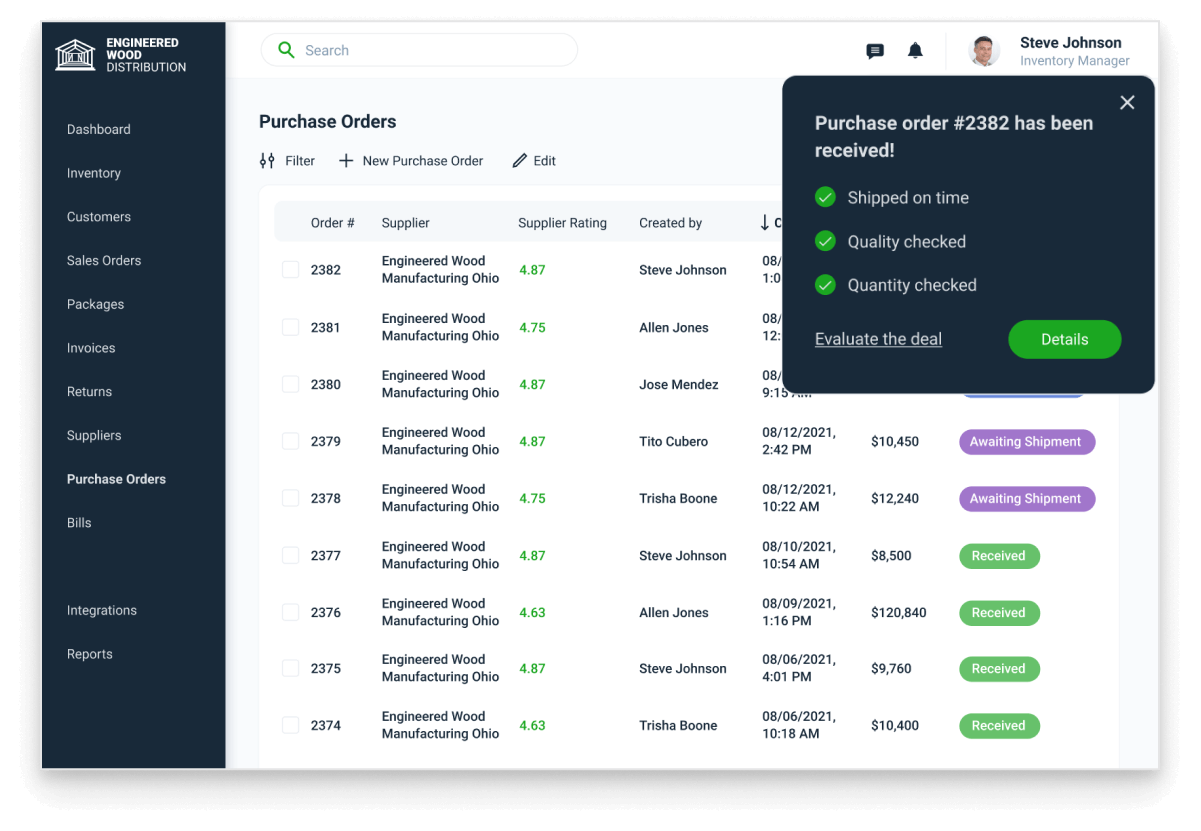 ENGINEERED
WOOD
DISTRIBUTION
Search
Steve Johnson
Inventory Manager
Dashboard
Inventory
Customers
Sales Orders
Packages
Invoices
Returns
Suppliers
Purchase Orders
Bills
Integrations
Reports
Purchase Orders
Filter
New Purchase Order
Edit
Purchase order #2382 has been
received!
Shipped on time
Quality checked
Quantity checked
Evaluate the deal
Details
Order # Supplier Supplier Rating Created by
2382 Engineered Wood Manufacturing Ohio 4.87 Steve Johnson 08/ 1:0
2381 Engineered Wood Manufacturing Ohio 4.75 Allen Jones 08/ 12:
2380 Engineered Wood Manufacturing Ohio 4.87 Jose Mendez 08/ 9:15 AM
2379 Engineered Wood Manufacturing Ohio 4.87 Tito Cubero 08/12/2021, 2:42 PM $10,450 Awaiting Shipment
2378 Engineered Wood Manufacturing Ohio 4.75 Trisha Boone 08/12/2021, 10:22 AM $12,240 Awaiting Shipment
2377 Engineered Wood Manufacturing Ohio 4.87 Steve Johnson 08/10/2021, 10:54 AM $8,500 Received
2376 Engineered Wood Manufacturing Ohio 4.63 Allen Jones 08/09/2021, 1:16 PM $120,840 Received
2375 Engineered Wood Manufacturing Ohio 4.87 Steve Johnson 08/06/2021, 4:01 PM $9,760 Received
2374 Engineered Wood Manufacturing Ohio 4.63 Trisha Boone 08/06/2021, 10:18 AM $10,400 Received